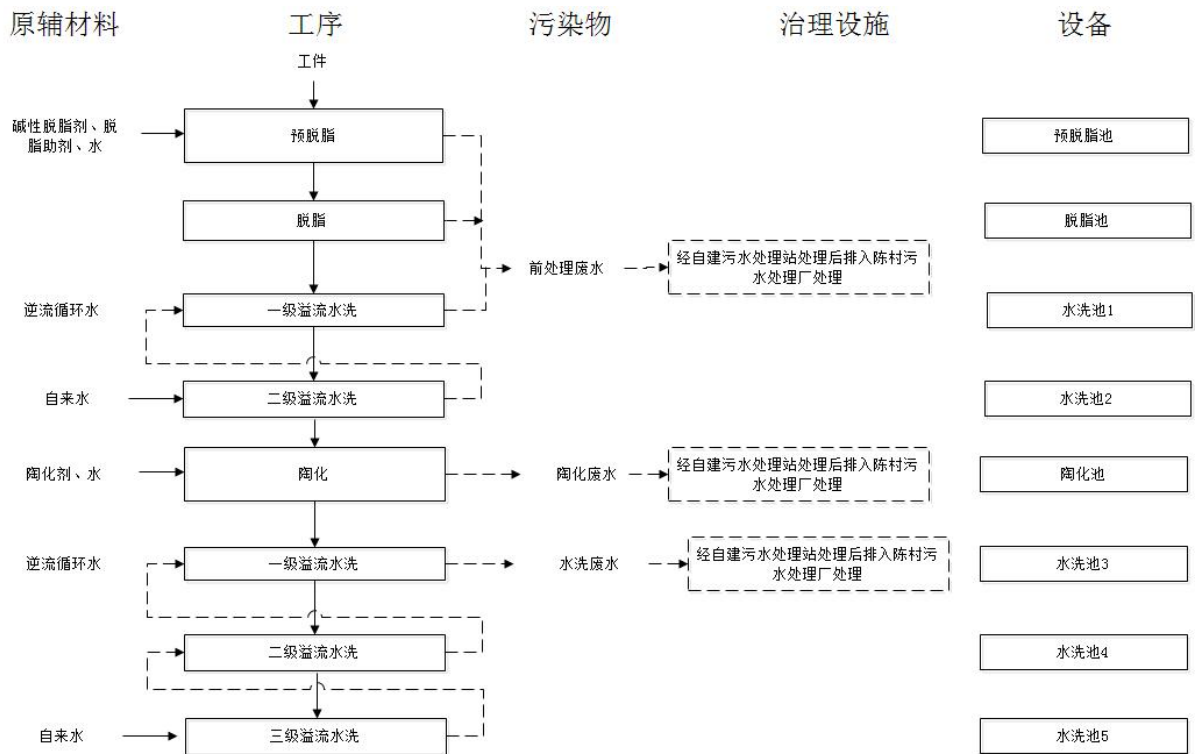 原辅材料 工序 污染物 治理设施 设备
工件
碱性脱脂剂、脱
脂助剂、水
预脱脂
预脱脂池
脱脂
脱脂池
前处理废水
经自建污水处理站处理后排入陈村污
水处理厂处理
逆流循环水
一级溢流水洗
水洗池1
自来水
二级溢流水洗
水洗池2
陶化剂、水
陶化
陶化废水
经自建污水处理站处理后排入陈村污
水处理厂处理
陶化池
逆流循环水
一级溢流水洗
水洗废水
经自建污水处理站处理后排入陈村污
水处理厂处理
水洗池3
二级溢流水洗
水洗池4
自来水
三级溢流水洗
水洗池5